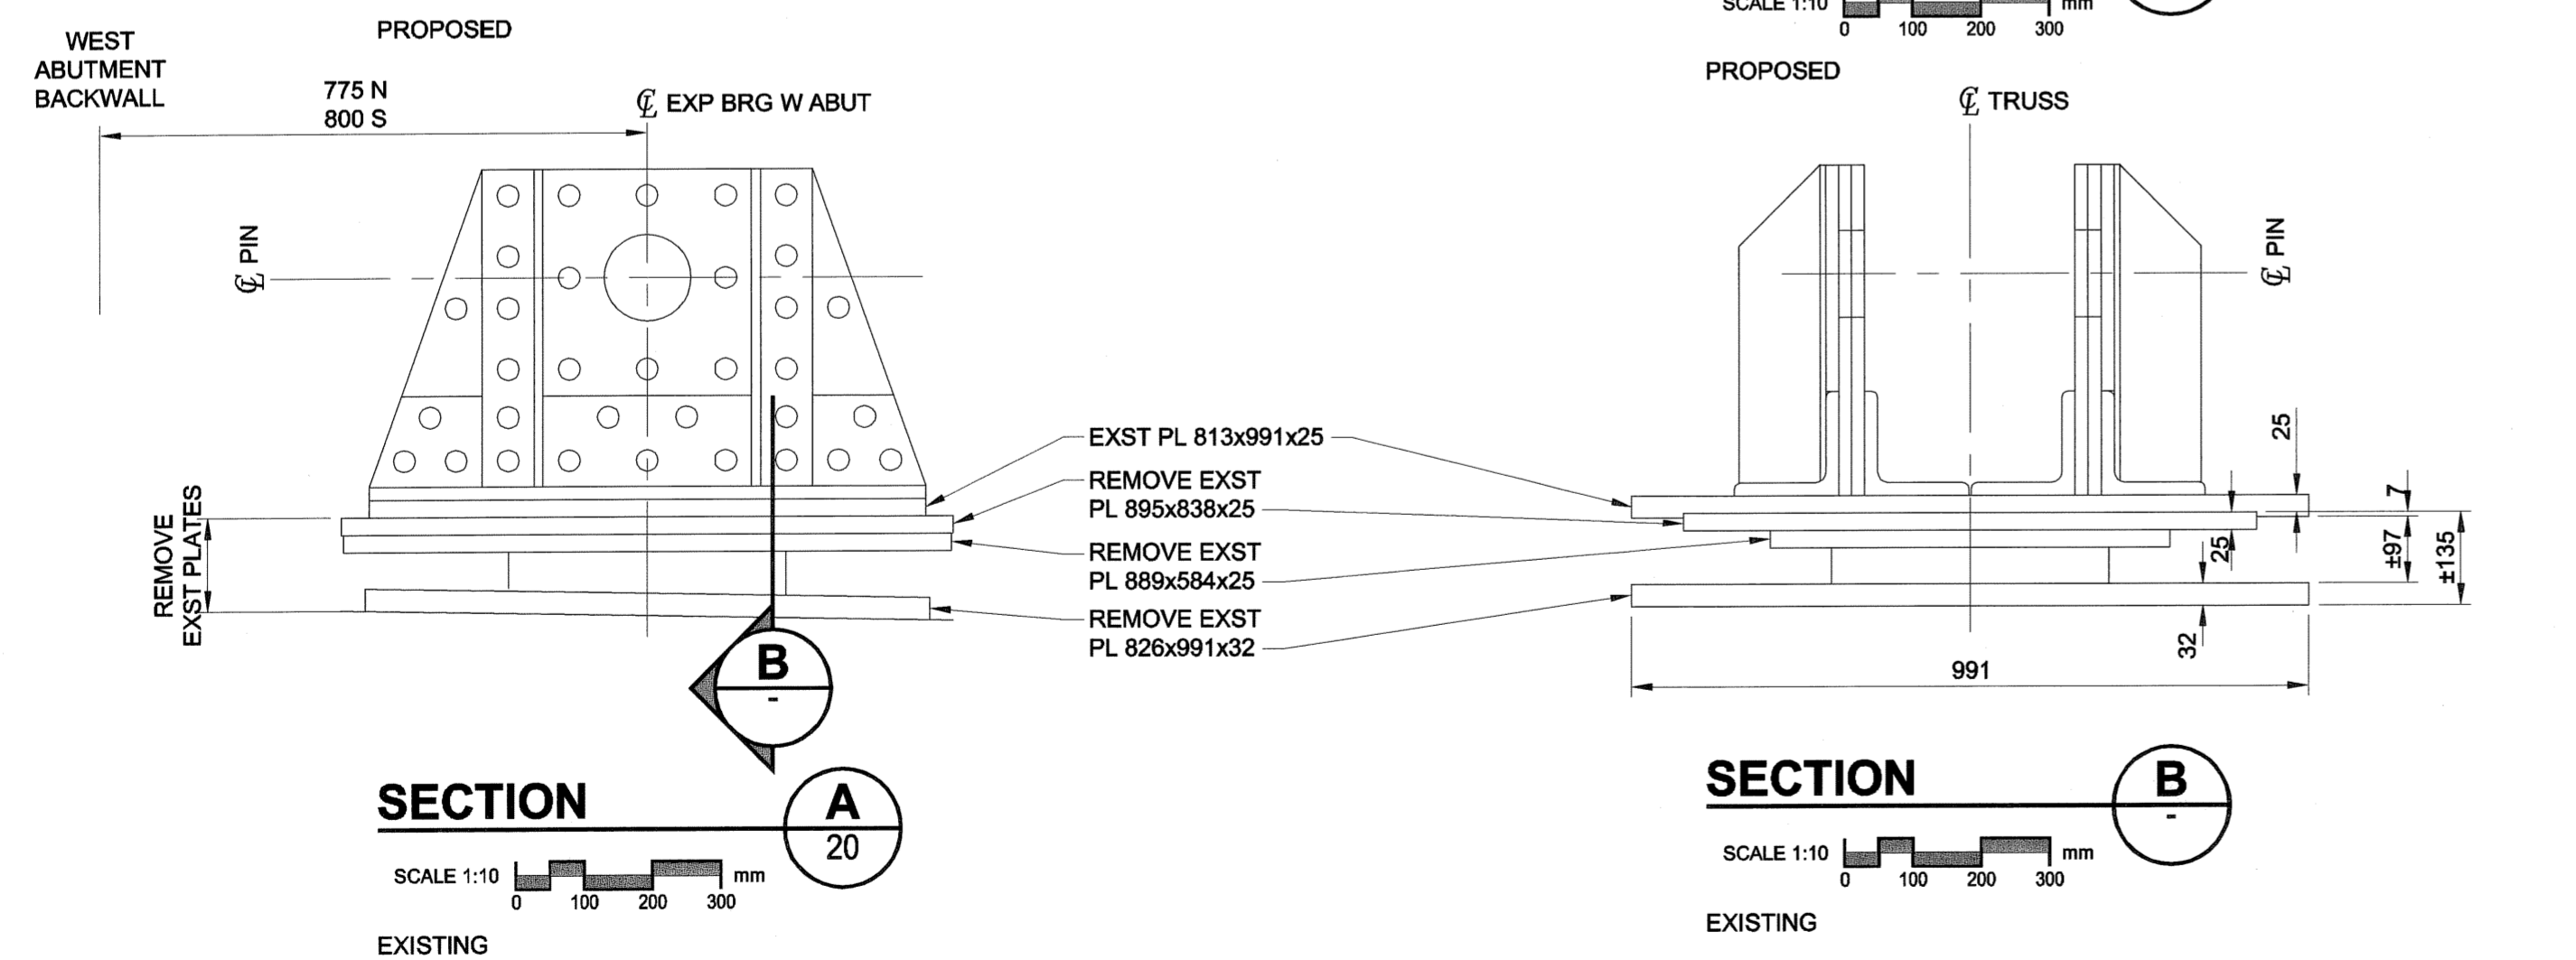 PROPOSED
WEST
ABUTMENT
BACKWALL
775 N
800 S
℄ EXP BRG W ABUT
℄ PIN
REMOVE
EXST PLATES
EXST PL 813x991x25
REMOVE EXST
PL 895x838x25
REMOVE EXST
PL 889x584x25
REMOVE EXST
PL 826x991x32
B
-
SECTION
A
20
SCALE 1:10
mm
0 100 200 300
EXISTING
SCALE 1:10
mm
0 100 200 300
PROPOSED
℄ TRUSS
℄ PIN
25
7
25
±97
±135
32
991
SECTION
B
-
SCALE 1:10
mm
0 100 200 300
EXISTING